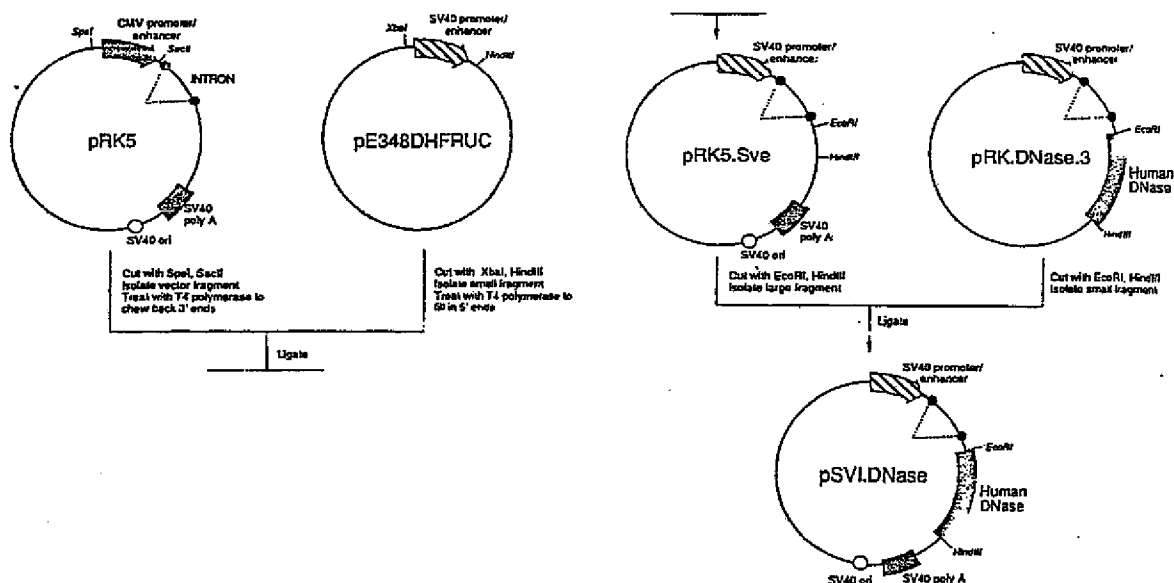 CMV promoter/
enhancer
SpeI
SacII
INTRON
pRK5
SV40
poly A
SV40 ori
Cut with SpeI, SacII
Isolate vector fragment
Treat with T4 polymerase to
chew back 3' ends
SV40 promoter/
enhancer
XbaI
HindIII
pE348DHFRUC
Cut with XbaI, HindIII
Isolate small fragment
Treat with T4 polymerase to
fill in 5' ends
Ligate
SV40 promoter/
enhancer
EcoRI
HindIII
pRK5.Sve
SV40
poly A
SV40 ori
Cut with EcoRI, HindIII
Isolate large fragment
SV40 promoter/
enhancer
EcoRI
pRK.DNase.3
Human
DNase
HindIII
Cut with EcoRI, HindIII
Isolate small fragment
Ligate
SV40 promoter/
enhancer
EcoRI
pSVI.DNase
Human
DNase
HindIII
SV40 ori
SV40 poly A